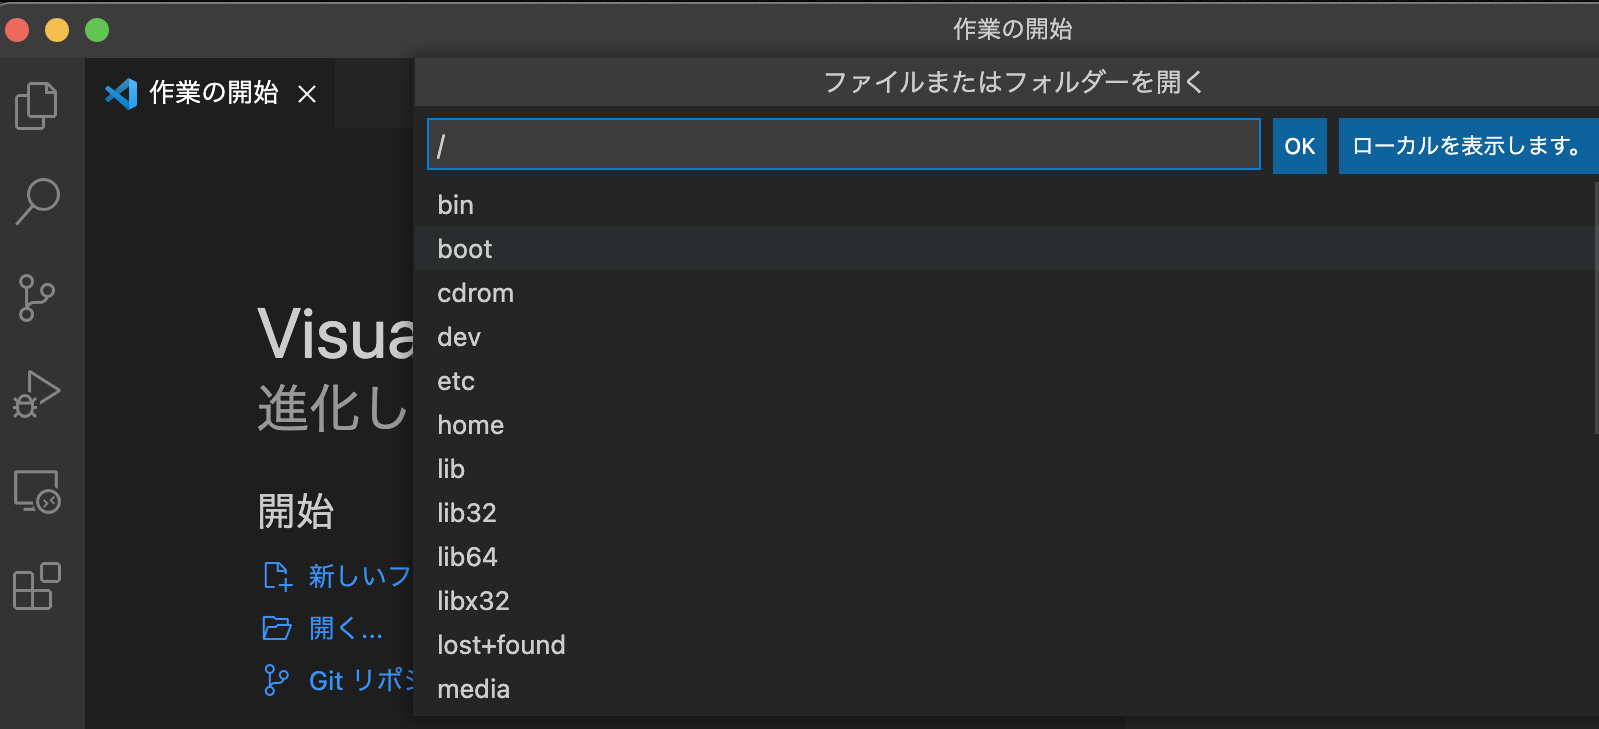 作業の開始
作業の開始
ファイルまたはフォルダーを開く
/
OK
ローカルを表示します。
bin
boot
cdrom
dev
etc
home
lib
lib32
lib64
libx32
lost+found
media
Visua
進化し
開始
新しいフ
開く...
Git リポジ